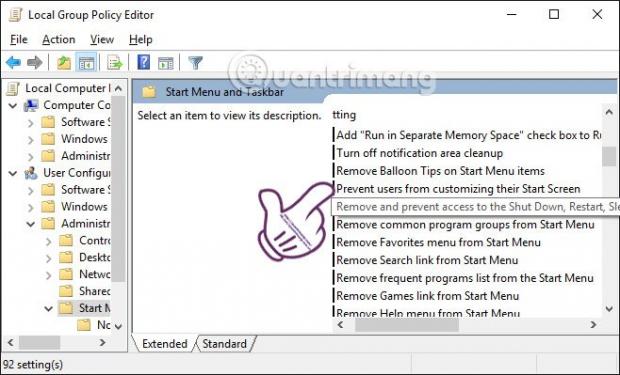 Local Group Policy Editor
File Action View Help
Quantrimang
Local Computer
Computer Co
Software S
Windows
Administr
User Configur
Software S
Windows
Administr
Contro
Deskto
Netwo
Shared
Start M
No
Start Menu and Taskbar
Select an item to view its description.
tting
Add "Run in Separate Memory Space" check box to Ru
Turn off notification area cleanup
Remove Balloon Tips on Start Menu items
Prevent users from customizing their Start Screen
Remove and prevent access to the Shut Down, Restart, Sle
Remove common program groups from Start Menu
Remove Favorites menu from Start Menu
Remove Search link from Start Menu
Remove frequent programs list from the Start Menu
Remove Games link from Start Menu
Remove Help menu from Start Menu
Extended Standard
92 setting(s)